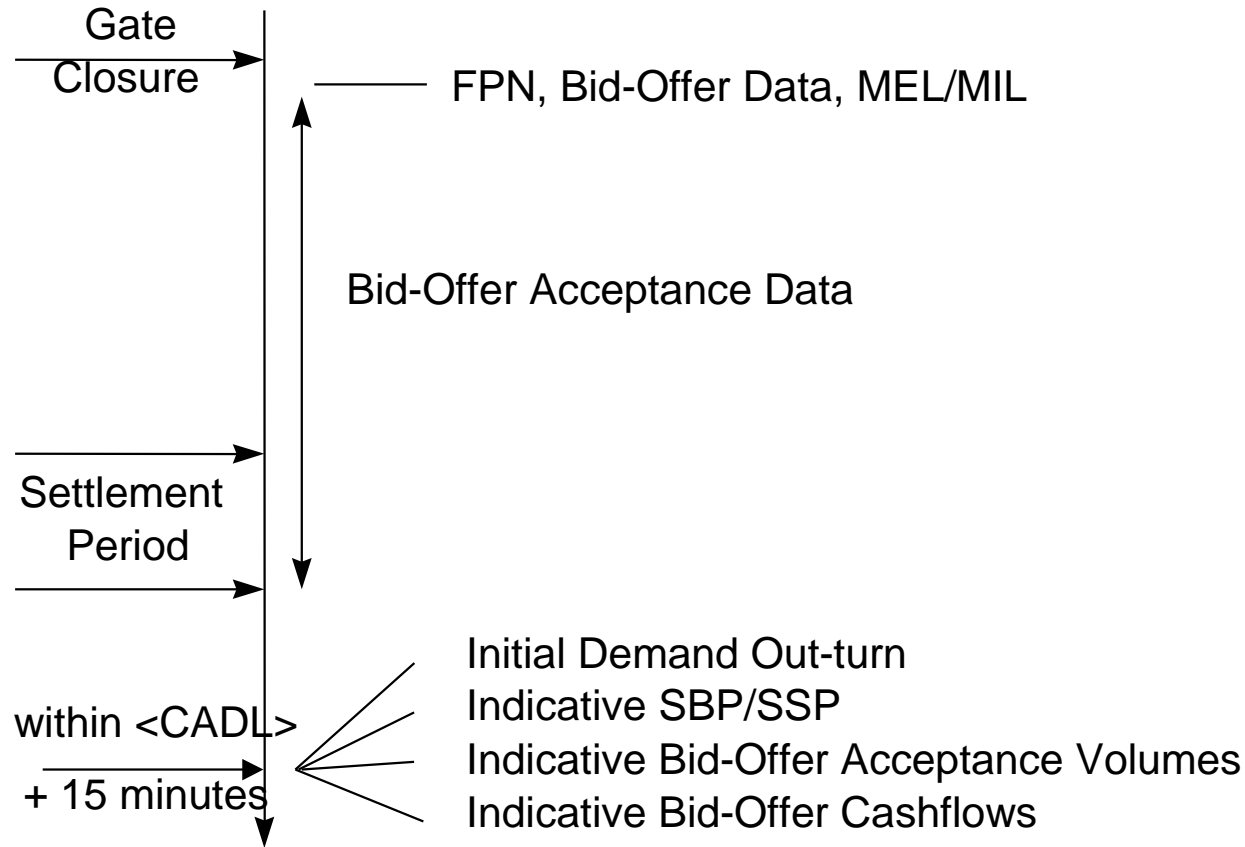 Gate
Closure
FPN, Bid-Offer Data, MEL/MIL
Bid-Offer Acceptance Data
Settlement
Period
within <CADL>
+ 15 minutes
Initial Demand Out-turn
Indicative SBP/SSP
Indicative Bid-Offer Acceptance Volumes
Indicative Bid-Offer Cashflows